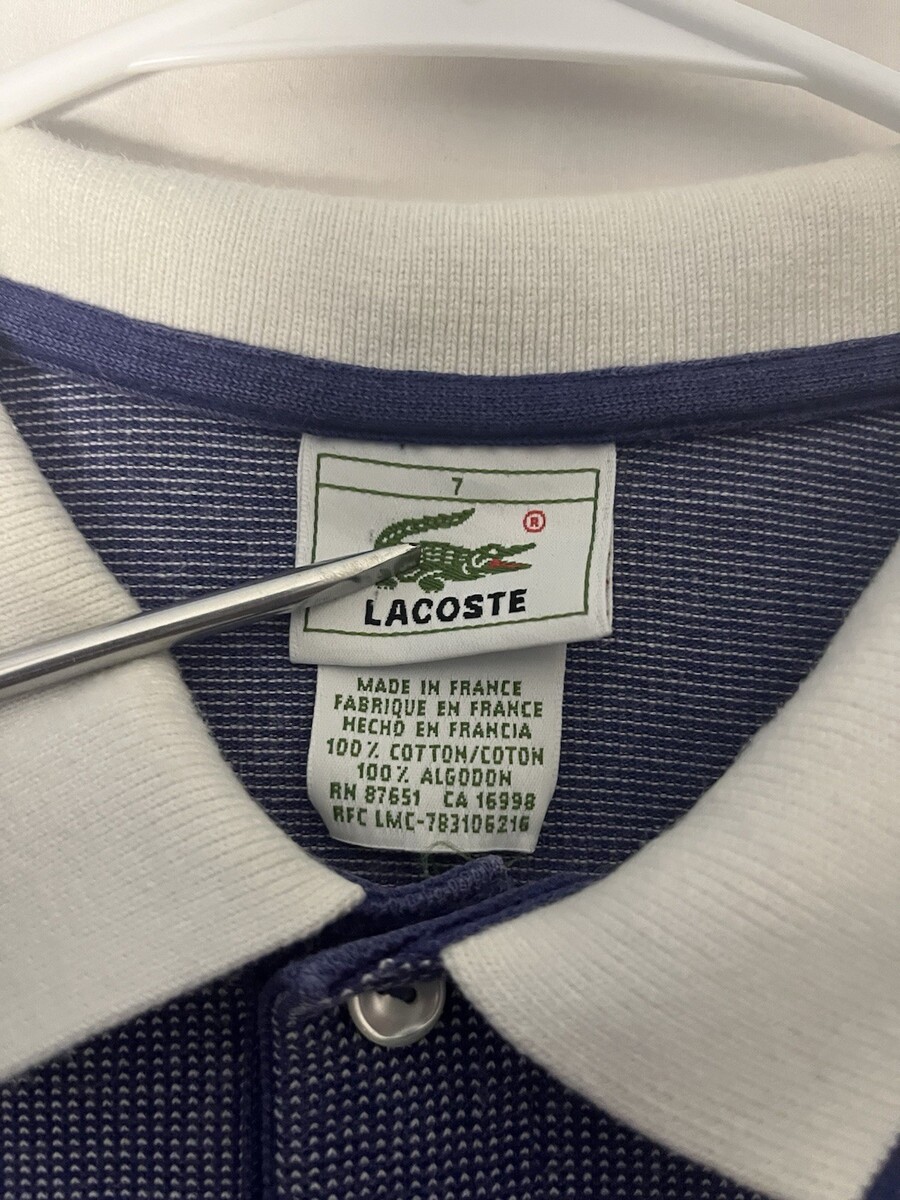 7
®
LACOSTE
MADE IN FRANCE
FABRIQUE EN FRANCE
HECHO EN FRANCIA
100% COTTON/COTON
100% ALGODON
RN 87651 CA 16998
RFC LMC-783106216